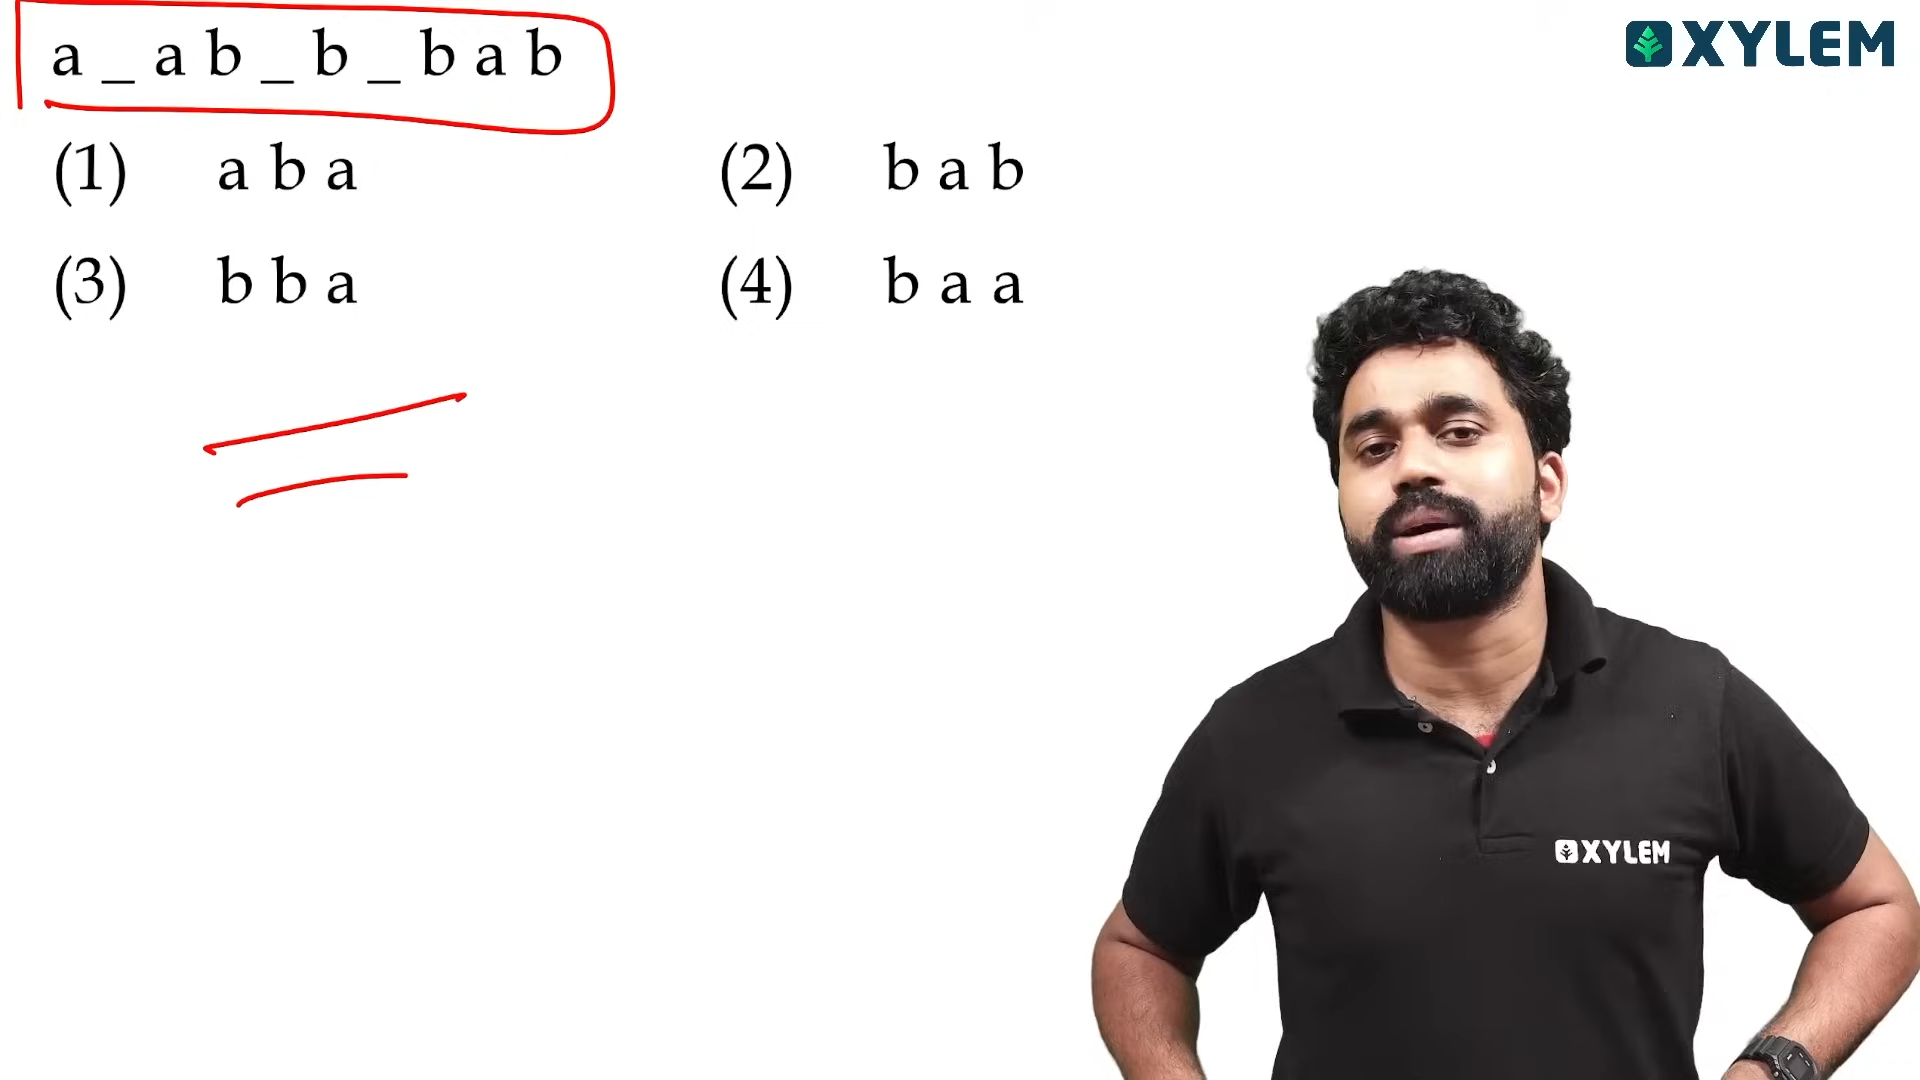 XYLEM
a _ a b _ b _ b a b
(1) a b a (2) b a b
(3) b b a (4) b a a
XYLEM